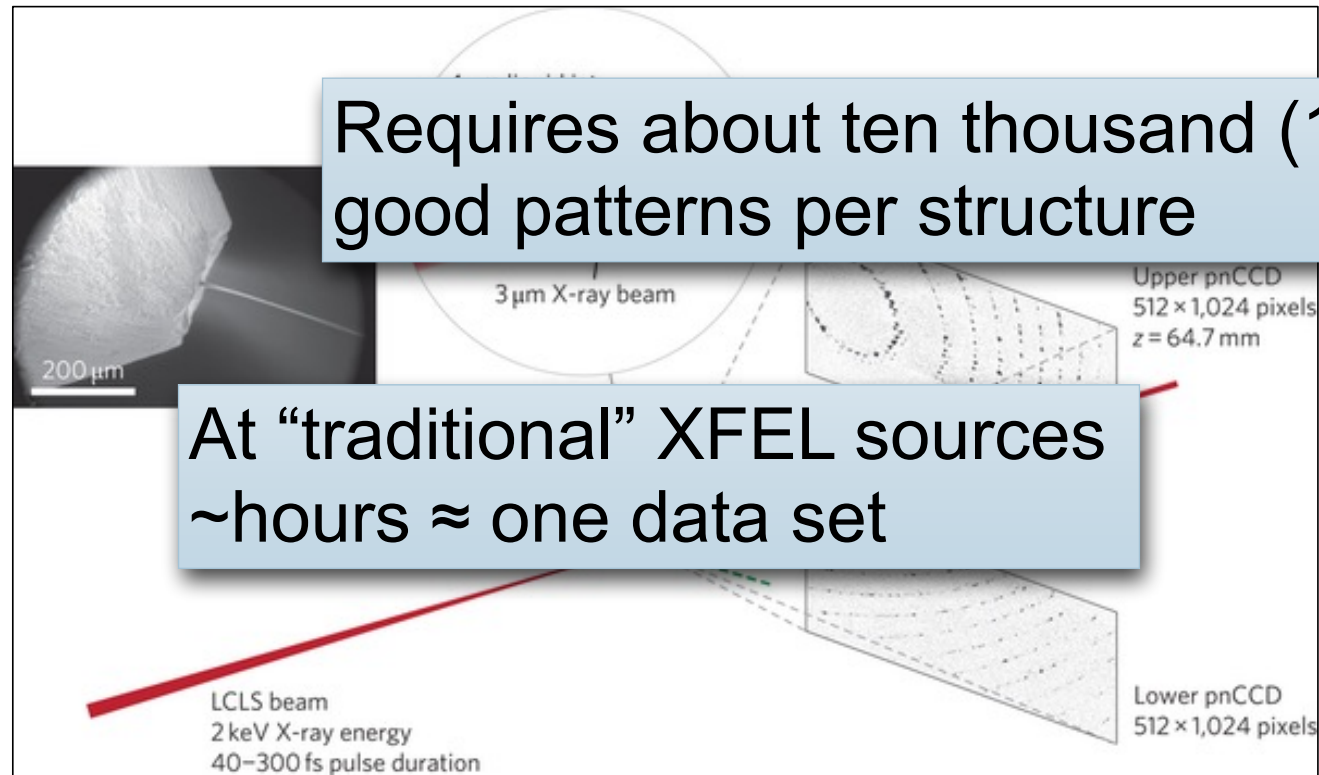 Requires about ten thousand (
good patterns per structure
3 μm X-ray beam
Upper pnCCD
512 × 1,024 pixels
z = 64.7 mm
200 μm
At “traditional” XFEL sources
~hours ≈ one data set
LCLS beam
2 keV X-ray energy
40–300 fs pulse duration
Lower pnCCD
512 × 1,024 pixels